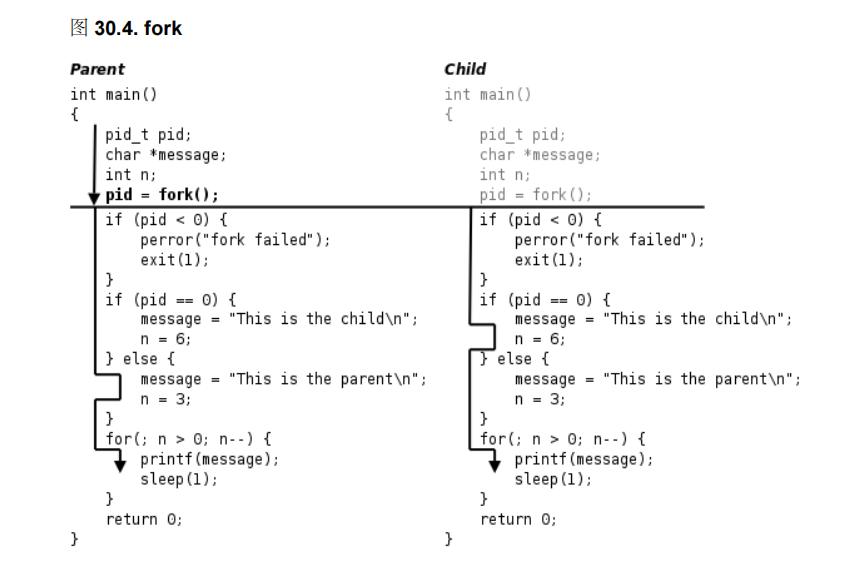 图 30.4. fork
Parent
int main()
{
pid_t pid;
char *message;
int n;
pid = fork();
if (pid < 0) {
perror("fork failed");
exit(1);
}
if (pid == 0) {
message = "This is the child\n";
n = 6;
} else {
message = "This is the parent\n";
n = 3;
}
for(; n > 0; n--) {
printf(message);
sleep(1);
}
return 0;
}
Child
int main()
{
pid_t pid;
char *message;
int n;
pid = fork();
if (pid < 0) {
perror("fork failed");
exit(1);
}
if (pid == 0) {
message = "This is the child\n";
n = 6;
} else {
message = "This is the parent\n";
n = 3;
}
for(; n > 0; n--) {
printf(message);
sleep(1);
}
return 0;
}